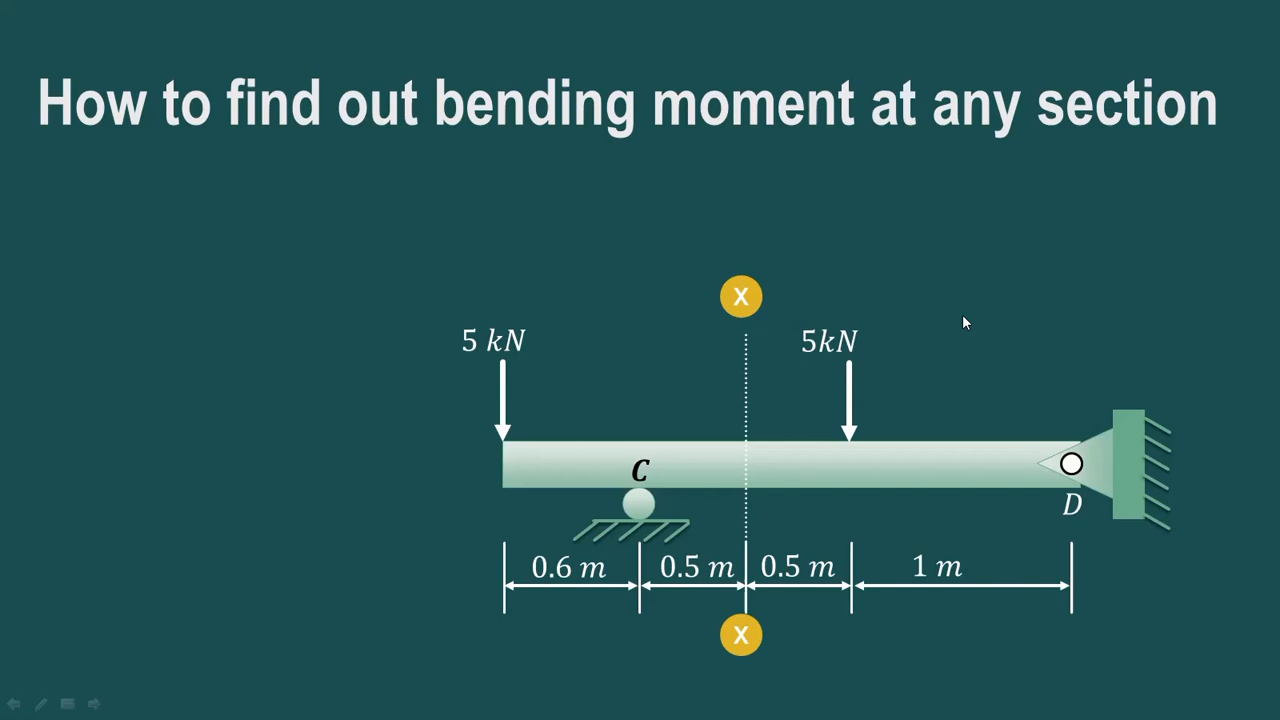 How to find out bending moment at any section
X
5 kN
5kN
C
D
0.6 m
0.5 m
0.5 m
1 m
X